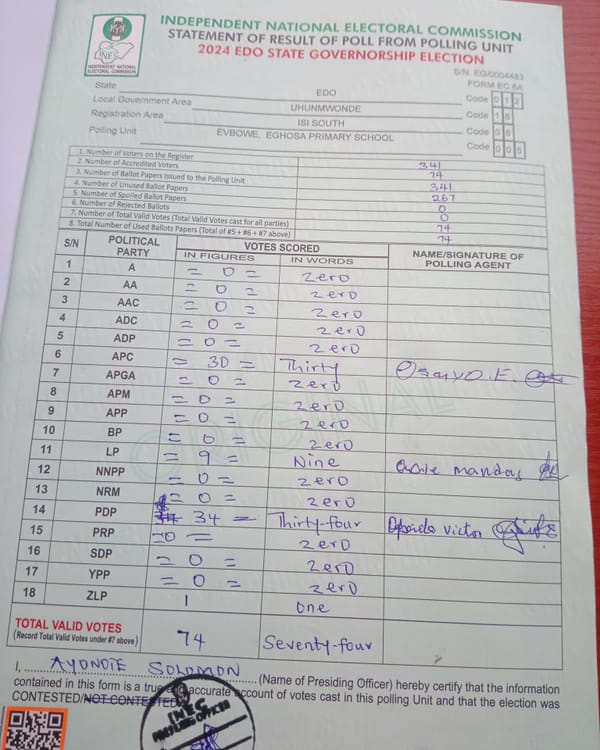 INDEPENDENT NATIONAL ELECTORAL COMMISSION
STATEMENT OF RESULT OF POLL FROM POLLING UNIT
2024 EDO STATE GOVERNORSHIP ELECTION
INEC
INDEPENDENT NATIONAL
ELECTORAL COMMISSION
S/N EG/0004483
FORM EC 8A
State EDO Code 0 1 2
Local Government Area UHUNMWONDE Code 1 8
Registration Area ISI SOUTH Code 0 6
Polling Unit EVBOWE, EGHOSA PRIMARY SCHOOL Code 0 0 5
1. Number of Voters on the Register 341
2. Number of Accredited Voters 74
3. Number of Ballot Papers Issued to the Polling Unit 341
4. Number of Unused Ballot Papers 267
5. Number of Spoiled Ballot Papers 0
6. Number of Rejected Ballots 0
7. Number of Total Valid Votes (Total Valid Votes cast for all parties) 74
8. Total Number of Used Ballots Papers (Total of #5 + #6 + #7 above) 74
S/N POLITICAL PARTY VOTES SCORED NAME/SIGNATURE OF POLLING AGENT
IN FIGURES IN WORDS
1 A = 0 = Zero
2 AA = 0 = Zero
3 AAC = 0 = Zero
4 ADC = 0 = Zero
5 ADP = 0 = Zero
6 APC = 30 = Thirty
7 APGA = 0 = Zero
8 APM = 0 = Zero
9 APP = 0 = Zero
10 BP = 0 = Zero
11 LP = 9 = Nine
12 NNPP = 0 = Zero
13 NRM = 0 = Zero
14 PDP 34 = Thirty-four victor
15 PRP =0 = Zero
16 SDP = 0 = Zero
17 YPP = 0 = Zero
18 ZLP 1 One
ORIGINAL
TOTAL VALID VOTES 74 Seventy-four
(Record Total Valid Votes under #7 above)
I, AYONDIE SOLOMON (Name of Presiding Officer) hereby certify that the information
contained in this form is a true and accurate account of votes cast in this polling Unit and that the election was
CONTESTED/NOT CONTESTED
INEC
PRESIDING OFFICER